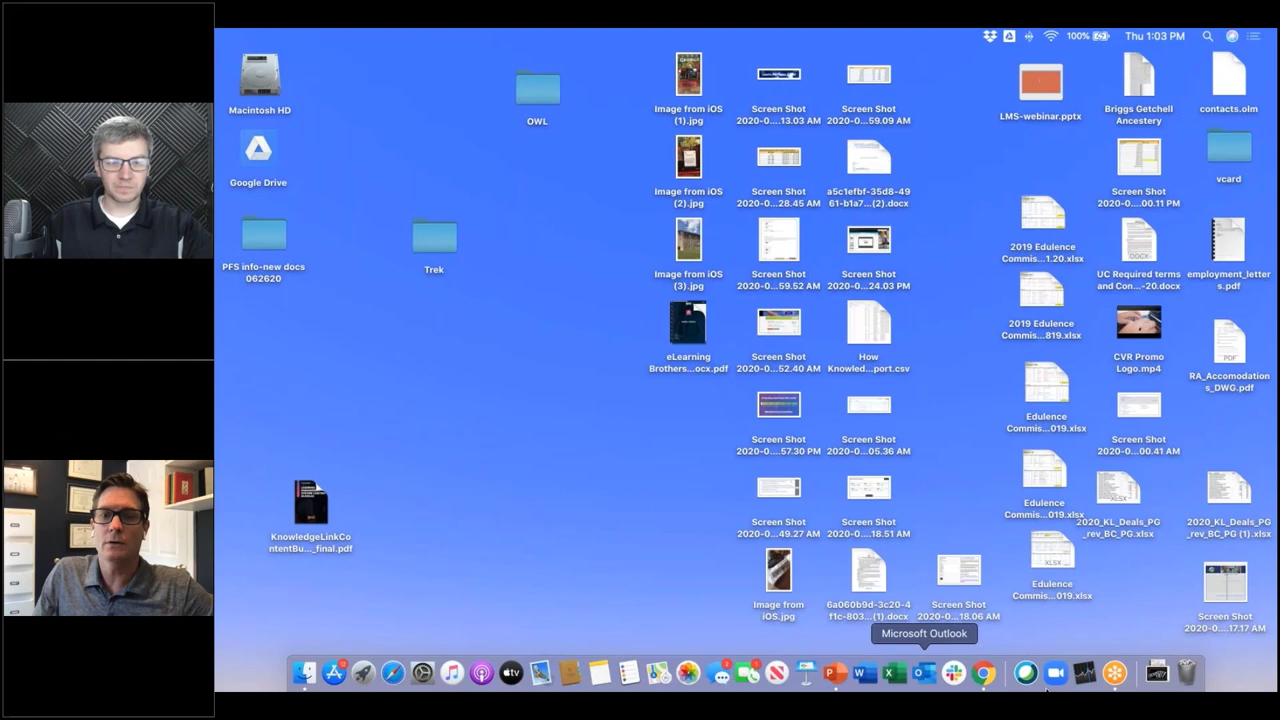 100%
Thu 1:03 PM
Macintosh HD
Google Drive
PFS info-new docs
062620
OWL
Trek
KnowledgeLinkCo
ntentBu..._final.pdf
Image from iOS
(1).jpg
Screen Shot
2020-0....13.03 AM
Screen Shot
2020-0...59.09 AM
Image from iOS
(2).jpg
Screen Shot
2020-0...28.45 AM
a5c1efbf-35d8-49
61-b1a7...(2).docx
Image from iOS
(3).jpg
Screen Shot
2020-0...59.52 AM
Screen Shot
2020-0...24.03 PM
eLearning
Brothers...ocx.pdf
Screen Shot
2020-0...52.40 AM
How
Knowled...port.csv
Screen Shot
2020-0....57.30 PM
Screen Shot
2020-0...05.36 AM
Screen Shot
2020-0...49.27 AM
Screen Shot
2020-0....18.51 AM
Image from
iOS.jpg
6a060b9d-3c20-4
f1c-803...(1).docx
Screen Shot
2020-0....18.06 AM
LMS-webinar.pptx
Briggs Getchell
Ancestery
contacts.olm
Screen Shot
2020-0....00.11 PM
vcard
2019 Edulence
Commis...1.20.xlsx
UC Required terms
and Con...-20.docx
DOCX
employment_letter
s.pdf
2019 Edulence
Commis...819.xlsx
CVR Promo
Logo.mp4
PDF
RA_Accomodation
s_DWG.pdf
Edulence
Commis...019.xlsx
Screen Shot
2020-0....00.41 AM
Edulence
Commis...019.xlsx
XLSX
2020_KL_Deals_PG
_rev_BC_PG.xlsx
2020_KL_Deals_PG
_rev_BC_PG (1).xlsx
XLSX
Edulence
Commis...019.xlsx
Screen Shot
2020-0....17.17 AM
Microsoft Outlook
tv